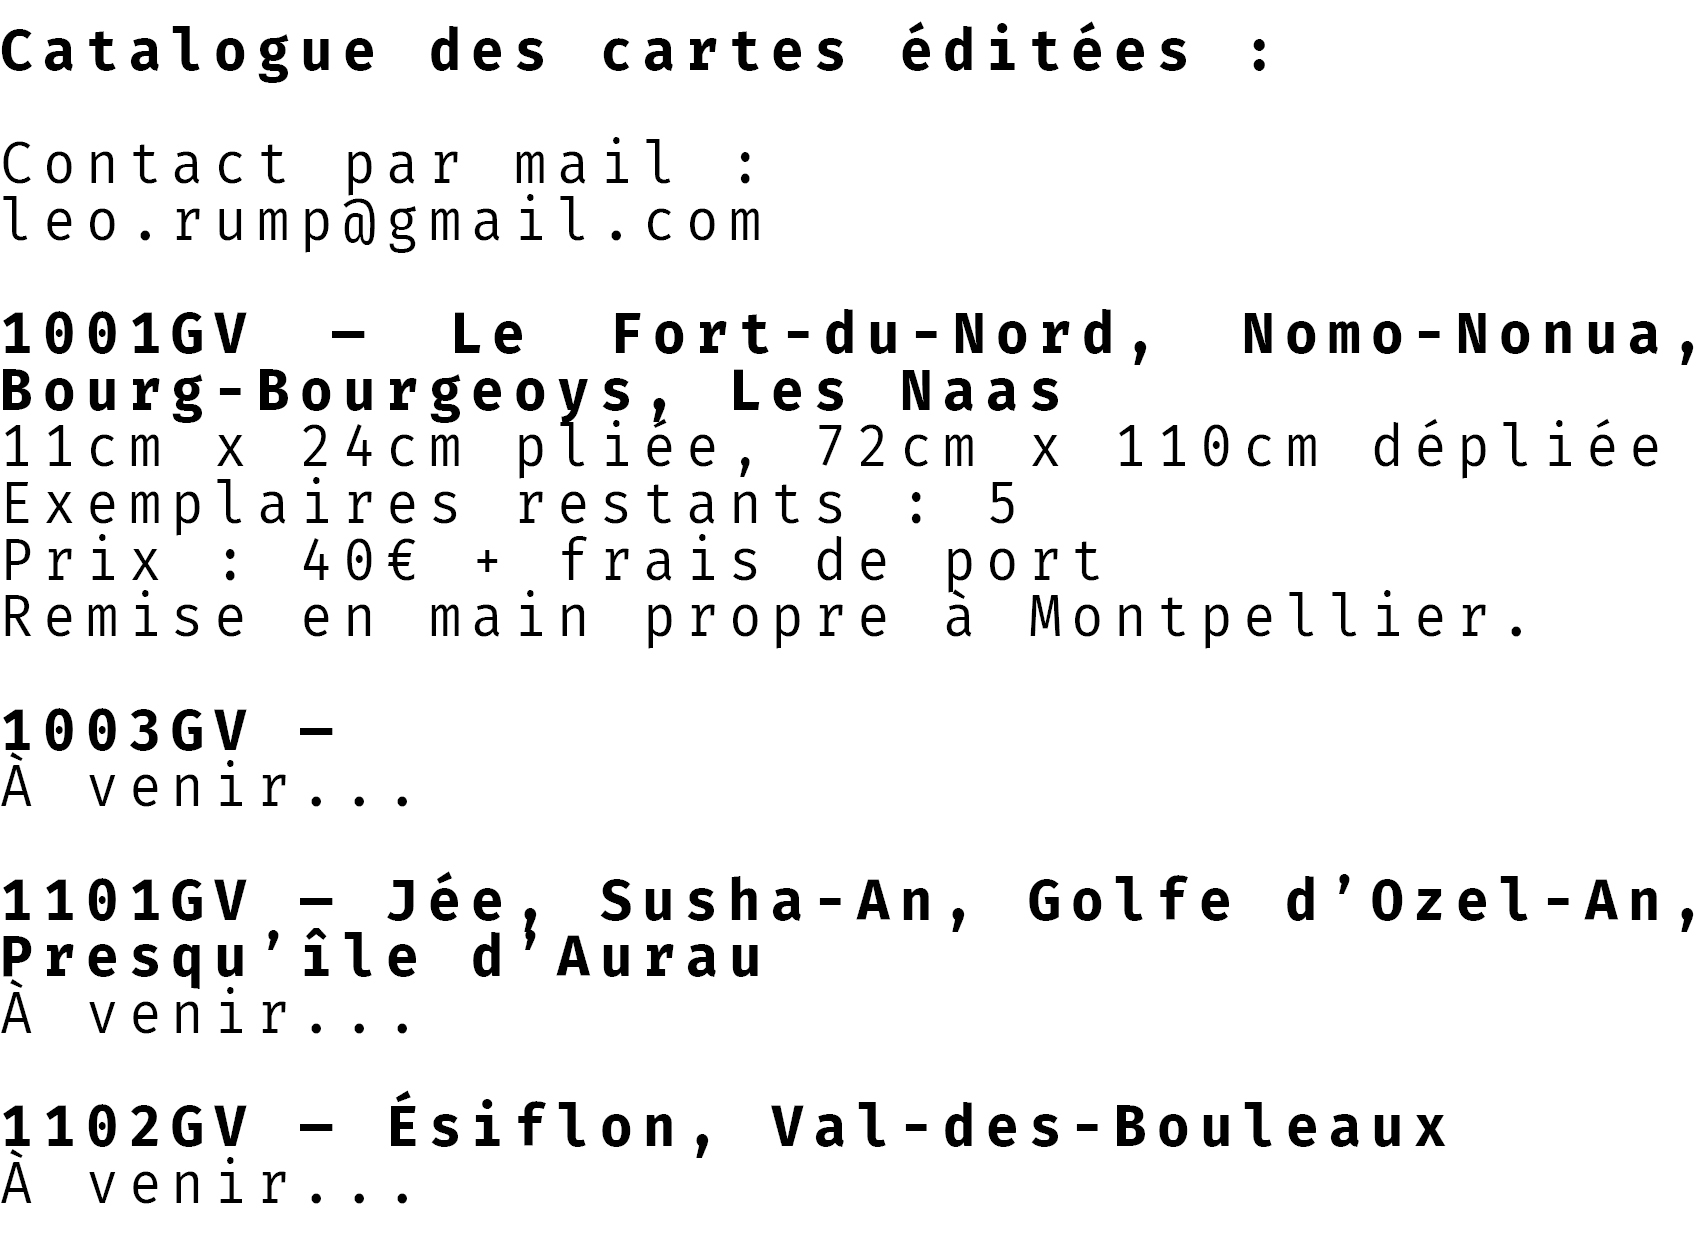 Catalogue des cartes éditées :
Contact par mail :
leo.rump@gmail.com
1001GV — Le Fort-du-Nord, Nomo-Nonua,
Bourg-Bourgeoys, Les Naas
11cm x 24cm pliée, 72cm x 110cm dépliée
Exemplaires restants : 5
Prix : 40€ + frais de port
Remise en main propre à Montpellier.
1003GV —
À venir...
1101GV — Jée, Susha-An, Golfe d’Ozel-An,
Presqu’île d’Aurau
À venir...
1102GV — Ésiflon, Val-des-Bouleaux
À venir...